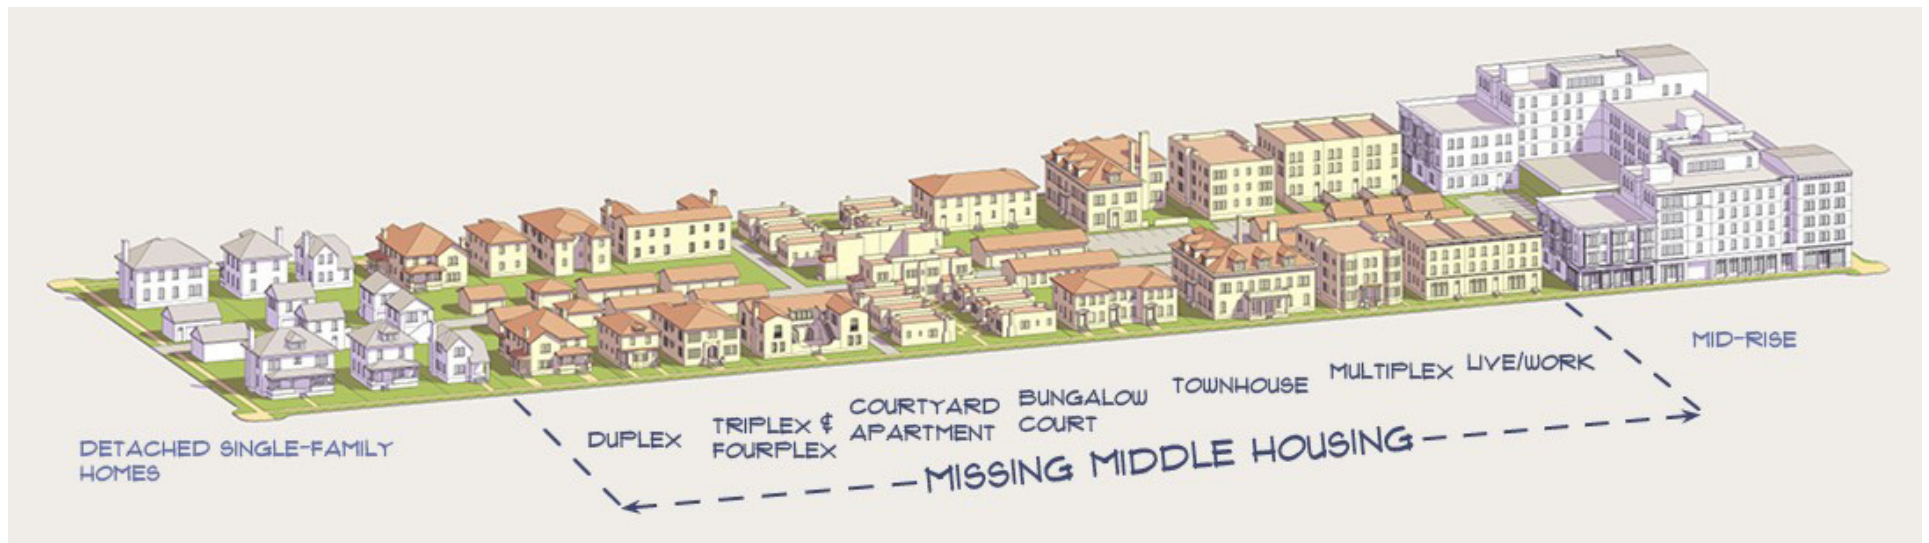 DETACHED SINGLE-FAMILY
HOMES
DUPLEX
TRIPLEX &
FOURPLEX
COURTYARD
APARTMENT
BUNGALOW
COURT
TOWNHOUSE
MULTIPLEX
LIVE/WORK
MID-RISE
MISSING MIDDLE HOUSING